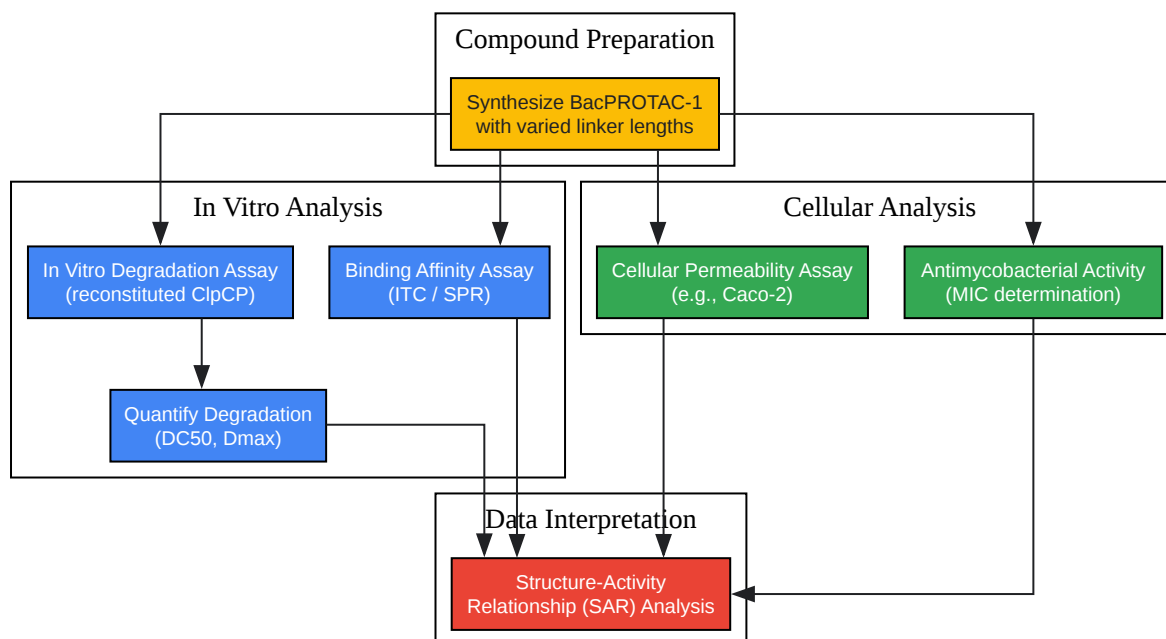 Compound Preparation
Synthesize BacPROTAC-1
with varied linker lengths
In Vitro Analysis
In Vitro Degradation Assay
(reconstituted ClpCP)
Binding Affinity Assay
(ITC / SPR)
Quantify Degradation
(DC50, Dmax)
Cellular Analysis
Cellular Permeability Assay
(e.g., Caco-2)
Antimycobacterial Activity
(MIC determination)
Data Interpretation
Structure-Activity
Relationship (SAR) Analysis